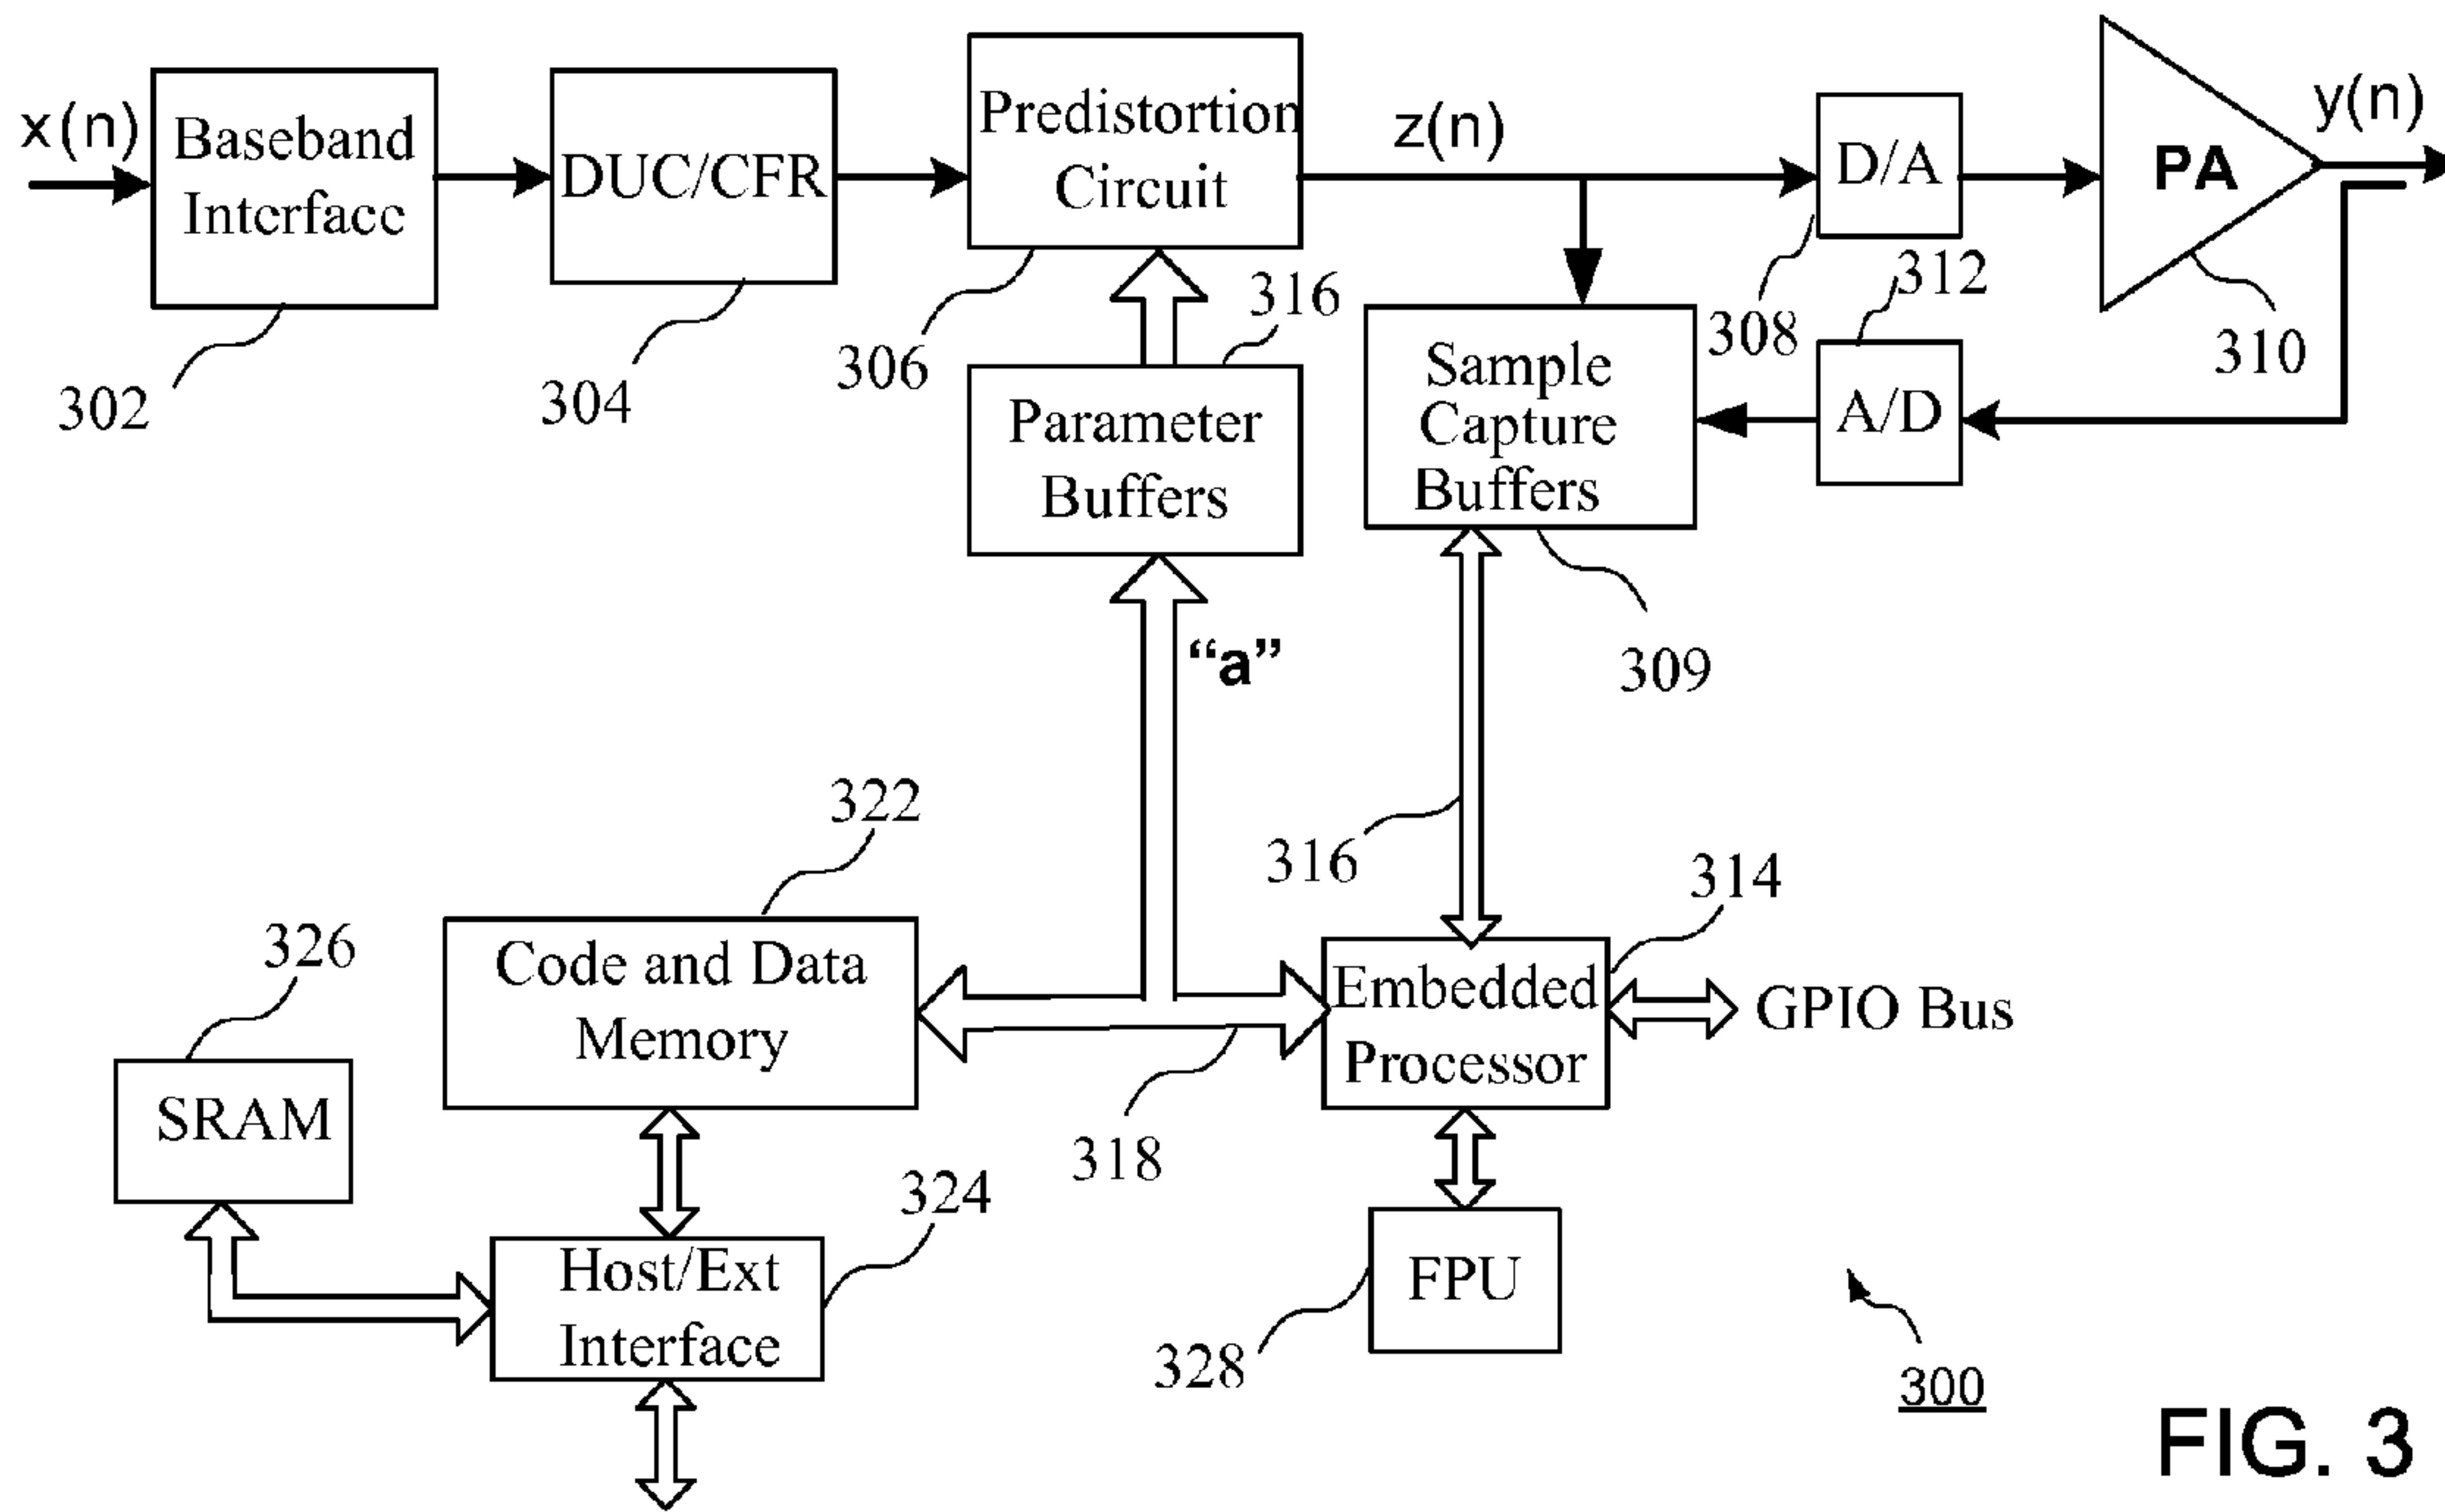 x(n)
Baseband
Interface
302
DUC/CFR
304
Predistortion
Circuit
306
z(n)
D/A
308
PA
310
y(n)
312
A/D
316
Parameter
Buffers
Sample
Capture
Buffers
309
“a”
316
322
Code and Data
Memory
318
314
Embedded
Processor
GPIO Bus
326
SRAM
324
Host/Ext
Interface
FPU
328
300
FIG. 3